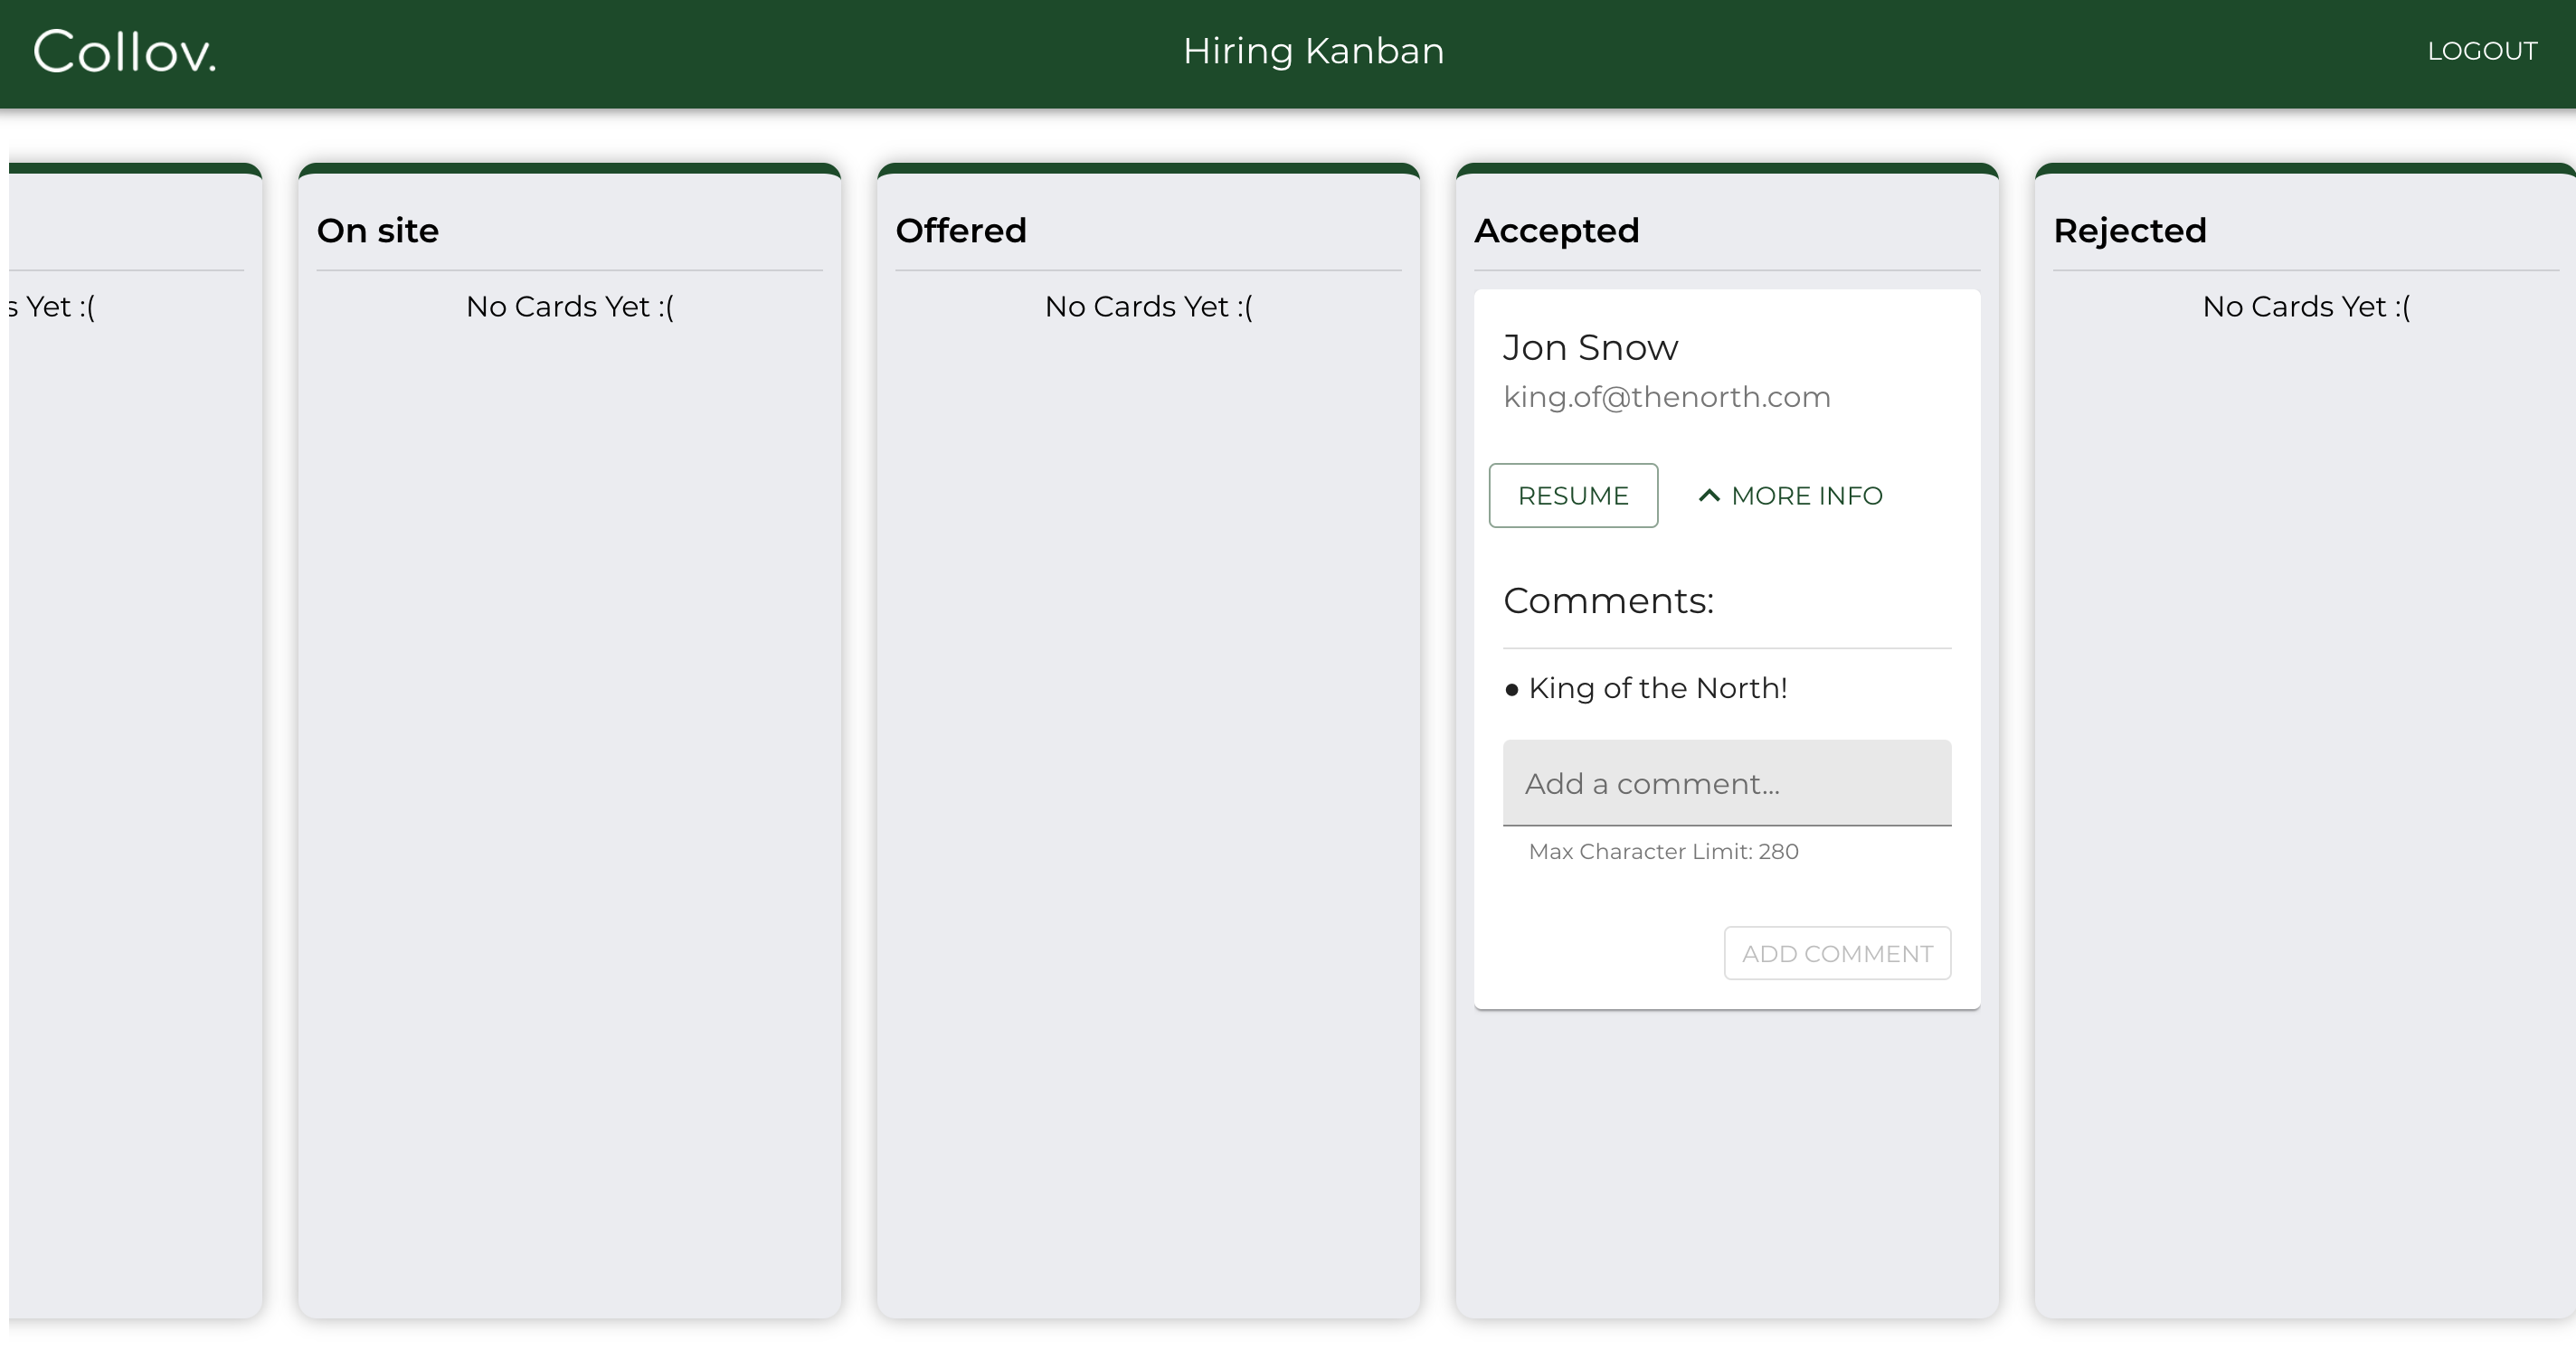 Collov.
Hiring Kanban
LOGOUT
Yet :(
On site
No Cards Yet :(
Offered
No Cards Yet :(
Accepted
Jon Snow
king.of@thenorth.com
RESUME
MORE INFO
Comments:
● King of the North!
Add a comment...
Max Character Limit: 280
ADD COMMENT
Rejected
No Cards Yet :(